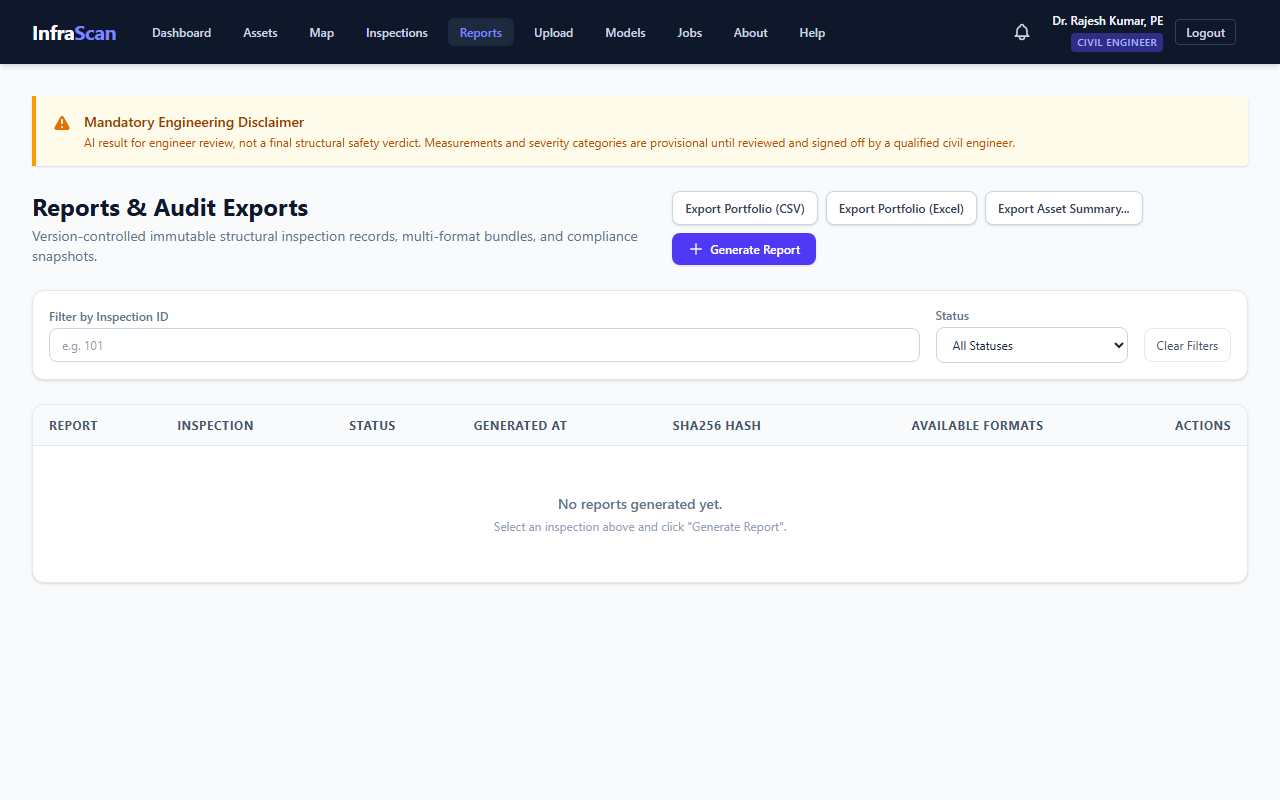 InfraScan
Dashboard
Assets
Map
Inspections
Reports
Upload
Models
Jobs
About
Help
Dr. Rajesh Kumar, PE
CIVIL ENGINEER
Logout
Mandatory Engineering Disclaimer
AI result for engineer review, not a final structural safety verdict. Measurements and severity categories are provisional until reviewed and signed off by a qualified civil engineer.
Reports & Audit Exports
Version-controlled immutable structural inspection records, multi-format bundles, and compliance
snapshots.
Export Portfolio (CSV)
Export Portfolio (Excel)
Export Asset Summary...
Generate Report
Filter by Inspection ID
e.g. 101
Status
All Statuses
Clear Filters
REPORT
INSPECTION
STATUS
GENERATED AT
SHA256 HASH
AVAILABLE FORMATS
ACTIONS
No reports generated yet.
Select an inspection above and click "Generate Report".